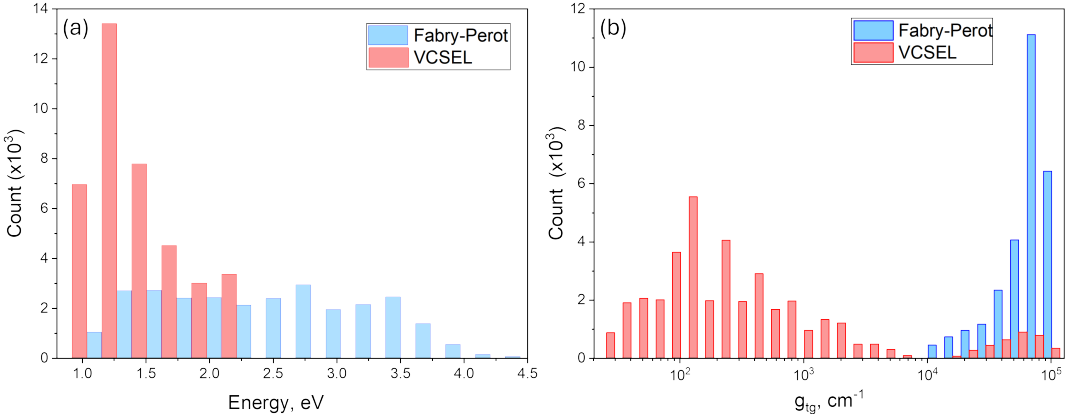 (a)
Fabry-Perot
VCSEL
14
12
10
8
6
4
2
0
Count (x10³)
1.0 1.5 2.0 2.5 3.0 3.5 4.0 4.5
Energy, eV
(b)
Fabry-Perot
VCSEL
12
10
8
6
4
2
0
Count (x10³)
10² 10³ 10⁴ 10⁵
gtg, cm⁻¹